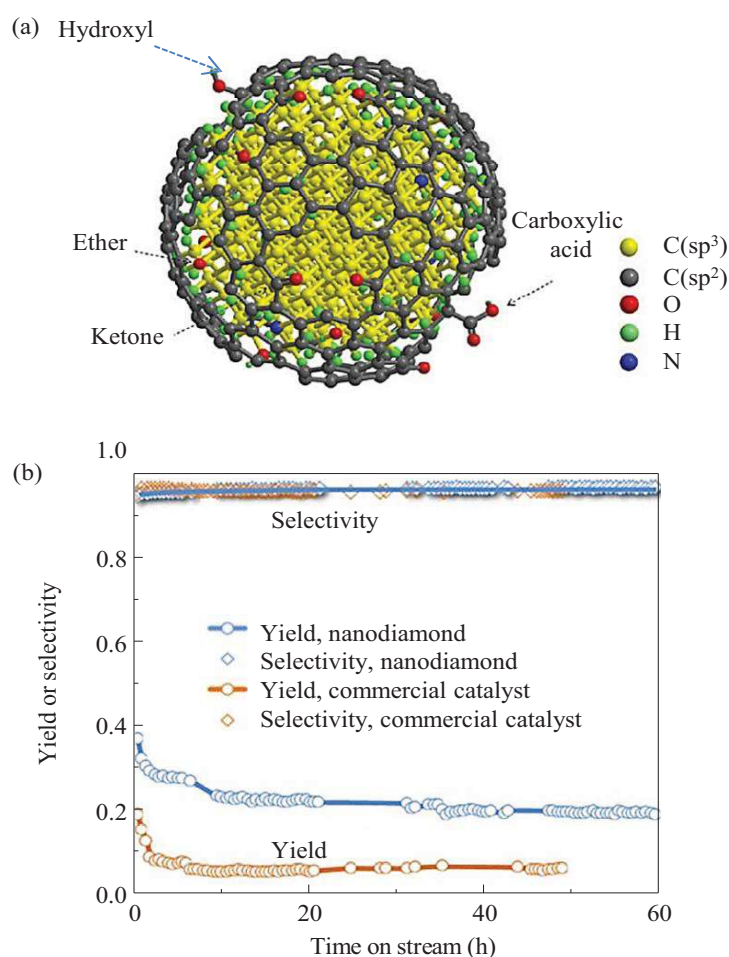 (a)
Hydroxyl
Ether
Ketone
Carboxylic
acid
C(sp³)
C(sp²)
O
H
N
(b)
1.0
0.8
0.6
0.4
0.2
0.0
Yield or selectivity
Selectivity
Yield, nanodiamond
Selectivity, nanodiamond
Yield, commercial catalyst
Selectivity, commercial catalyst
Yield
0 20 40 60
Time on stream (h)